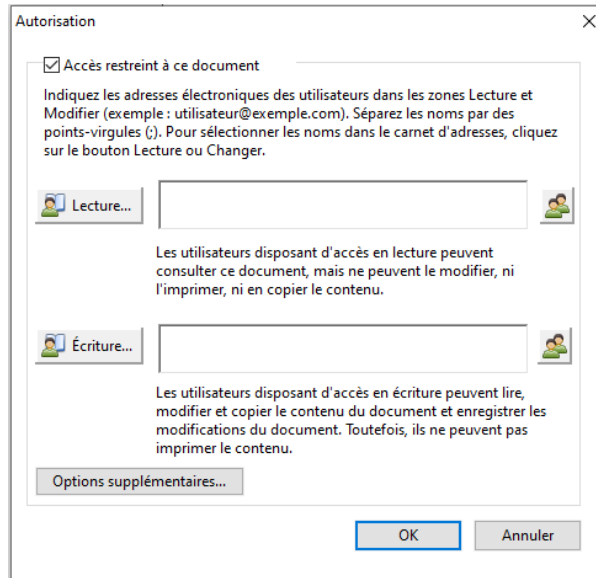 Autorisation
Accès restreint à ce document
Indiquez les adresses électroniques des utilisateurs dans les zones Lecture et
Modifier (exemple : utilisateur@exemple.com). Séparez les noms par des
points-virgules (;). Pour sélectionner les noms dans le carnet d'adresses, cliquez
sur le bouton Lecture ou Changer.
Lecture...
Les utilisateurs disposant d'accès en lecture peuvent
consulter ce document, mais ne peuvent le modifier, ni
l'imprimer, ni en copier le contenu.
Écriture...
Les utilisateurs disposant d'accès en écriture peuvent lire,
modifier et copier le contenu du document et enregistrer les
modifications du document. Toutefois, ils ne peuvent pas
imprimer le contenu.
Options supplémentaires...
OK
Annuler